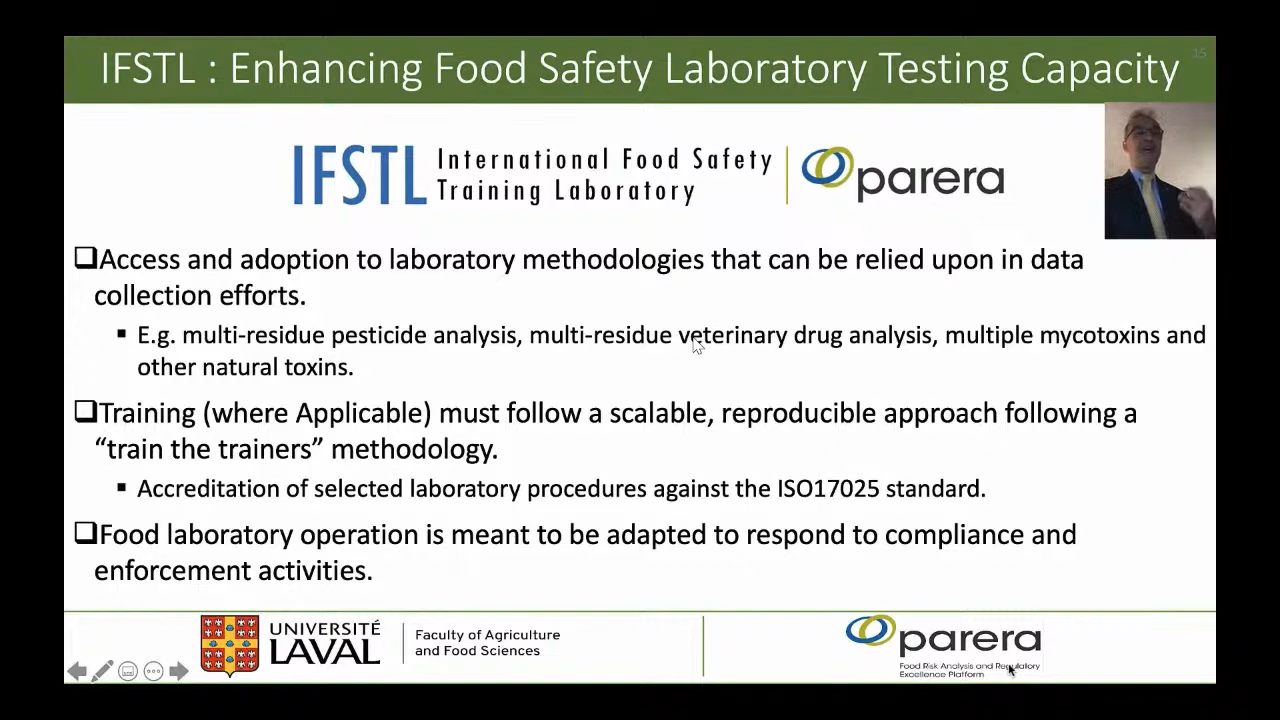 IFSTL : Enhancing Food Safety Laboratory Testing Capacity
15
IFSTL
International Food Safety
Training Laboratory
parera
Access and adoption to laboratory methodologies that can be relied upon in data
collection efforts.
E.g. multi-residue pesticide analysis, multi-residue veterinary drug analysis, multiple mycotoxins and
other natural toxins.
Training (where Applicable) must follow a scalable, reproducible approach following a
“train the trainers” methodology.
Accreditation of selected laboratory procedures against the ISO17025 standard.
Food laboratory operation is meant to be adapted to respond to compliance and
enforcement activities.
UNIVERSITÉ
LAVAL
Faculty of Agriculture
and Food Sciences
parera
Food Risk Analysis and Regulatory
Excellence Platform